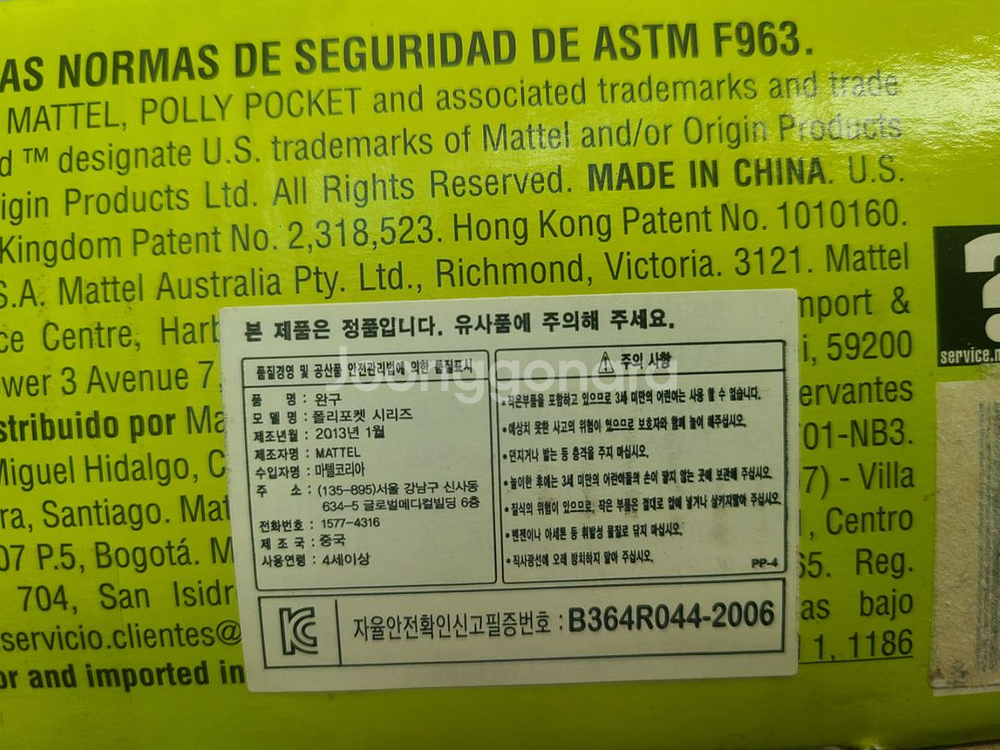 AS NORMAS DE SEGURIDAD DE ASTM F963.
MATTEL, POLLY POCKET and associated trademarks and trade
d ™ designate U.S. trademarks of Mattel and/or Origin Products
igin Products Ltd. All Rights Reserved. MADE IN CHINA. U.S.
Kingdom Patent No. 2,318,523. Hong Kong Patent No. 1010160.
S.A. Mattel Australia Pty. Ltd., Richmond, Victoria. 3121. Mattel
ce Centre, Harb
mport &
ower 3 Avenue 7,
i, 59200
stribuido por Ma
ervantes
Miguel Hidalgo, C
01-NB3.
7) - Villa
ra, Santiago. Mat
, Centro
07 P.5, Bogotá. M
65. Reg.
704, San Isidr
as bajo
servicio.clientes@
11, 1186
or and imported in
service.m
본 제품은 정품입니다. 유사품에 주의해 주세요.
품질경영 및 공산품 안전관리법에 의한 품질표시
품 명 : 완구
모 델 명 : 폴리포켓 시리즈
제조년월 : 2013년 1월
제조자명 : MATTEL
수입자명 : 마텔코리아
주 소 : (135-895)서울 강남구 신사동
634-5 글로벌메디컬빌딩 6층
전화번호 : 1577-4316
제 조 국 : 중국
사용연령 : 4세이상
주의 사항
•작은부품을 포함하고 있으므로 3세 미만의 어린이는 사용 할 수 없습니다.
•예상치 못한 사고의 위험이 있으므로 보호자와 함께 놀이 해주십시오.
•던지거나 밟는 등 충격을 주지 마십시오.
•놀이한 후에는 3세 미만의 어린이들의 손이 닿지 않는 곳에 보관해 주십시오.
•질식의 위험이 있으므로, 작은 부품은 절대로 입에 넣거나 삼키지말아 주십시오.
•벤젠이나 아세톤 등 휘발성 물질로 닦지 마십시오.
•직사광선에 오래 방치하지 말아 주십시오.
PP-4
자율안전확인신고필증번호 : B364R044-2006
Joonggonara